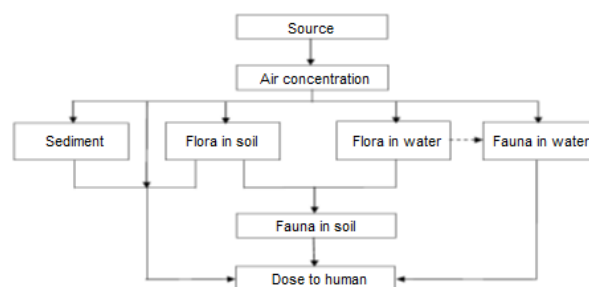 Source
Air concentration
Sediment
Flora in soil
Flora in water
Fauna in water
Fauna in soil
Dose to human